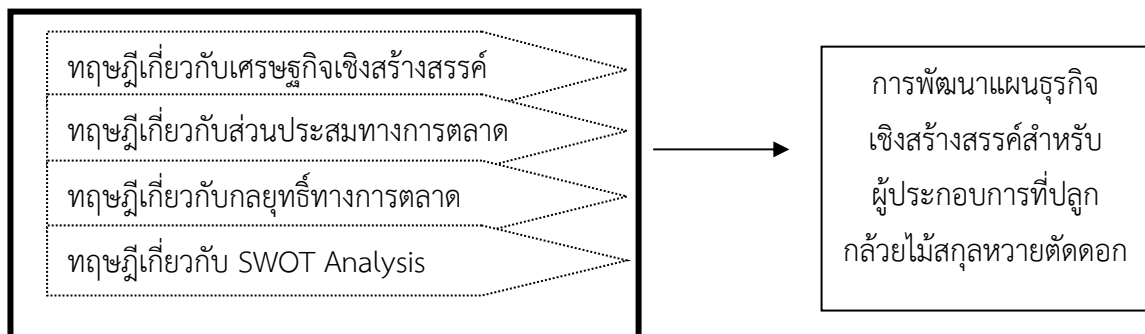 ทฤษฎีเกี่ยวกับเศรษฐกิจเชิงสร้างสรรค์
ทฤษฎีเกี่ยวกับส่วนประสมทางการตลาด
ทฤษฎีเกี่ยวกับกลยุทธิ์ทางการตลาด
ทฤษฎีเกี่ยวกับ SWOT Analysis
การพัฒนาแผนธุรกิจ
เชิงสร้างสรรค์สำหรับ
ผู้ประกอบการที่ปลูก
กล้วยไม้สกุลหวายตัดดอก